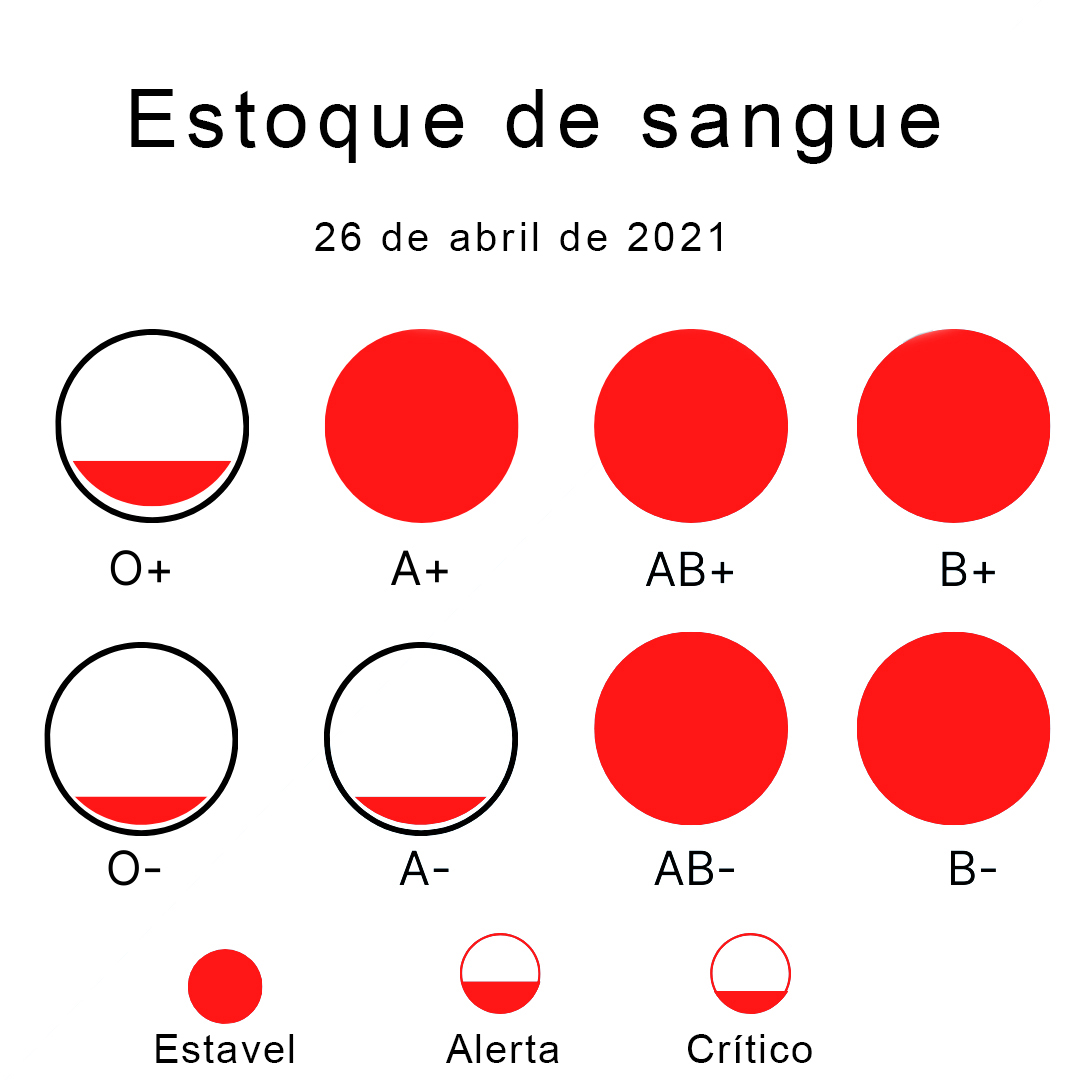 Estoque de sangue
26 de abril de 2021
O+ A+ AB+ B+
O- A- AB- B-
Estavel Alerta Crítico